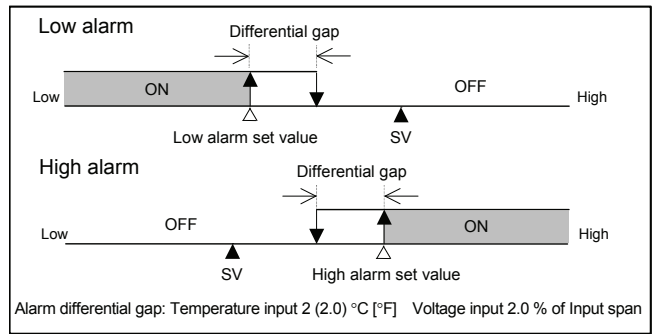 Low alarm
Differential gap
ON
OFF
Low
High
Low alarm set value
SV
High alarm
Differential gap
OFF
ON
Low
High
SV
High alarm set value
Alarm differential gap: Temperature input 2 (2.0) °C [°F] Voltage input 2.0 % of Input span